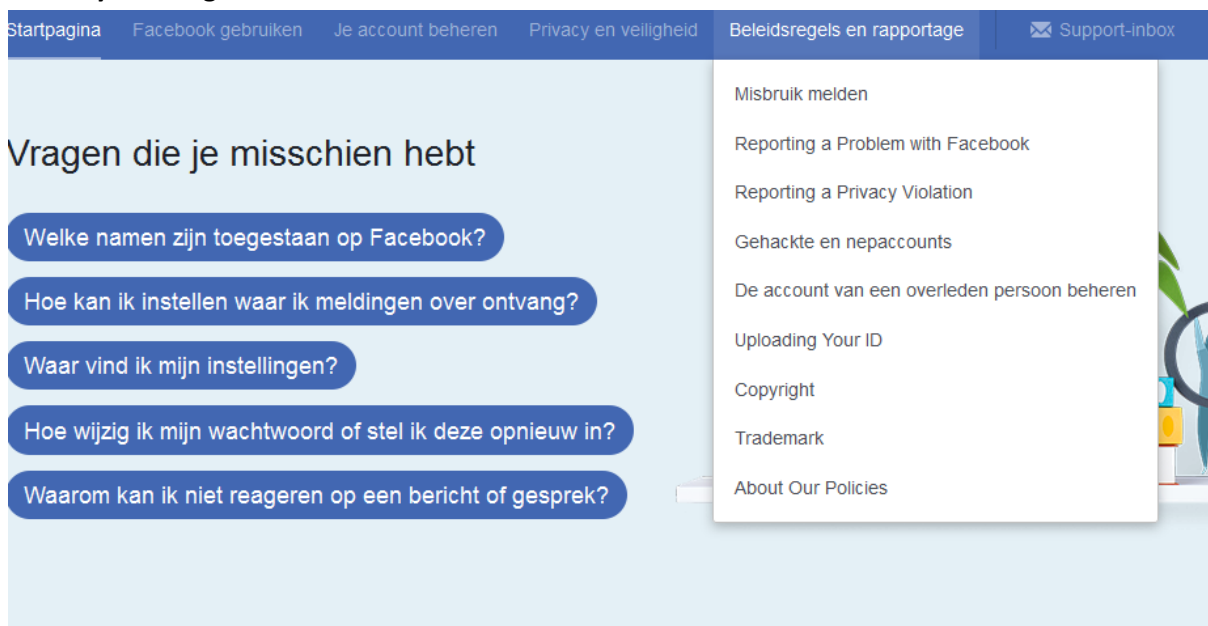 Startpagina Facebook gebruiken Je account beheren Privacy en veiligheid Beleidsregels en rapportage Support-inbox
Vragen die je misschien hebt
Welke namen zijn toegestaan op Facebook?
Hoe kan ik instellen waar ik meldingen over ontvang?
Waar vind ik mijn instellingen?
Hoe wijzig ik mijn wachtwoord of stel ik deze opnieuw in?
Waarom kan ik niet reageren op een bericht of gesprek?
Misbruik melden
Reporting a Problem with Facebook
Reporting a Privacy Violation
Gehackte en nepaccounts
De account van een overleden persoon beheren
Uploading Your ID
Copyright
Trademark
About Our Policies